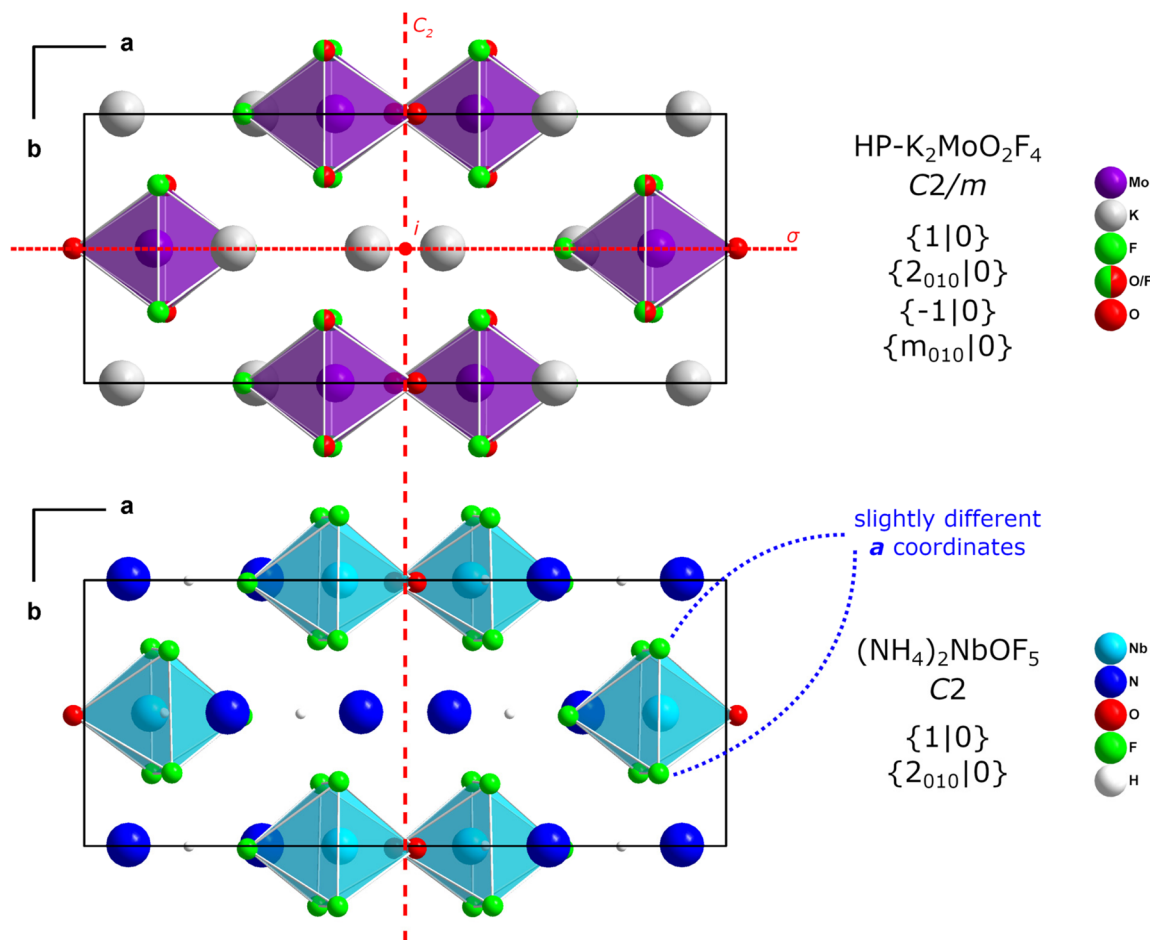 C₂
a
b
i
σ
HP-K₂MoO₂F₄
C2/m
{1|0}
{2₀₁₀|0}
{-1|0}
{m₀₁₀|0}
Mo
K
F
O/F
O
a
b
slightly different
a coordinates
(NH₄)₂NbOF₅
C2
{1|0}
{2₀₁₀|0}
Nb
N
O
F
H